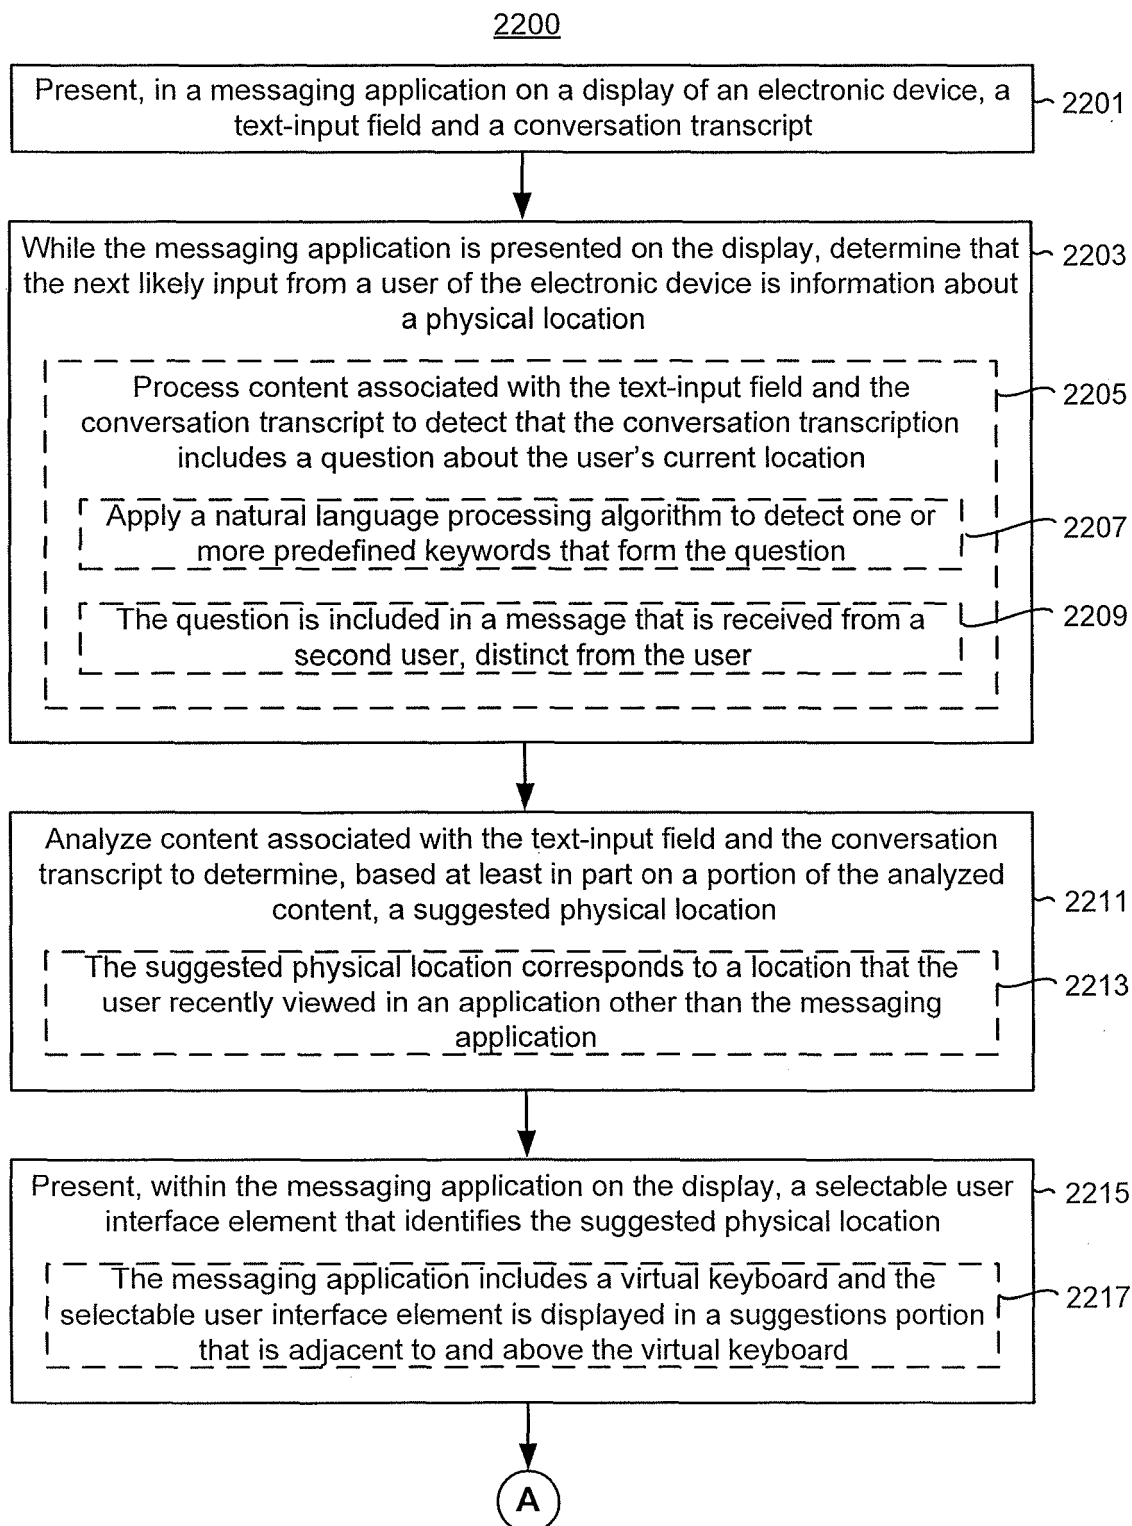 2200
Present, in a messaging application on a display of an electronic device, a
text-input field and a conversation transcript
2201
While the messaging application is presented on the display, determine that
the next likely input from a user of the electronic device is information about
a physical location
2203
Process content associated with the text-input field and the
conversation transcript to detect that the conversation transcription
includes a question about the user's current location
2205
Apply a natural language processing algorithm to detect one or
more predefined keywords that form the question
2207
The question is included in a message that is received from a
second user, distinct from the user
2209
Analyze content associated with the text-input field and the conversation
transcript to determine, based at least in part on a portion of the analyzed
content, a suggested physical location
2211
The suggested physical location corresponds to a location that the
user recently viewed in an application other than the messaging
application
2213
Present, within the messaging application on the display, a selectable user
interface element that identifies the suggested physical location
2215
The messaging application includes a virtual keyboard and the
selectable user interface element is displayed in a suggestions portion
that is adjacent to and above the virtual keyboard
2217
A